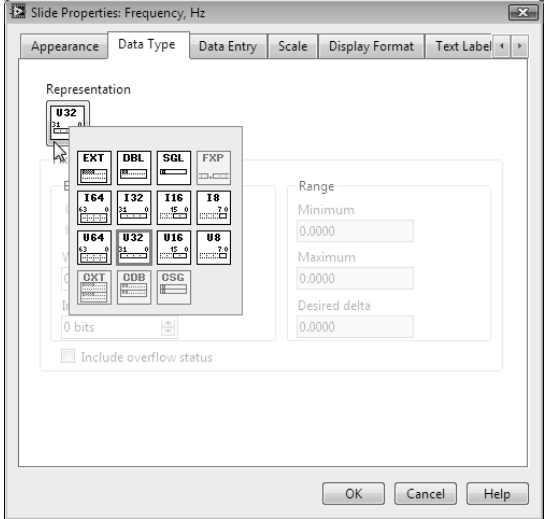 Slide Properties: Frequency, Hz
Appearance Data Type Data Entry Scale Display Format Text Label
Representation
U32
31 0
EXT DBL SGL FXP
I64 I32 I16 I8
63 0 31 0 15 0 7 0
U64 U32 U16 U8
63 0 31 0 15 0 7 0
CXT CDB CSG
Range
Minimum
0.0000
Maximum
0.0000
Desired delta
0.0000
0 bits
Include overflow status
OK Cancel Help